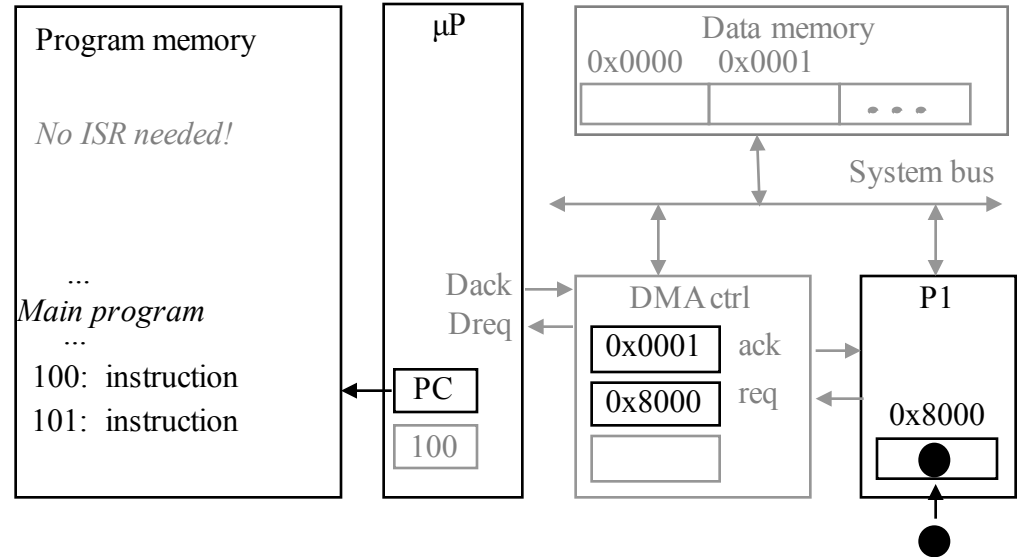 Program memory
No ISR needed!
...
Main program
...
100: instruction
101: instruction
μP
Dack
Dreq
PC
100
Data memory
0x0000 0x0001
...
System bus
DMA ctrl
0x0001 ack
0x8000 req
P1
0x8000